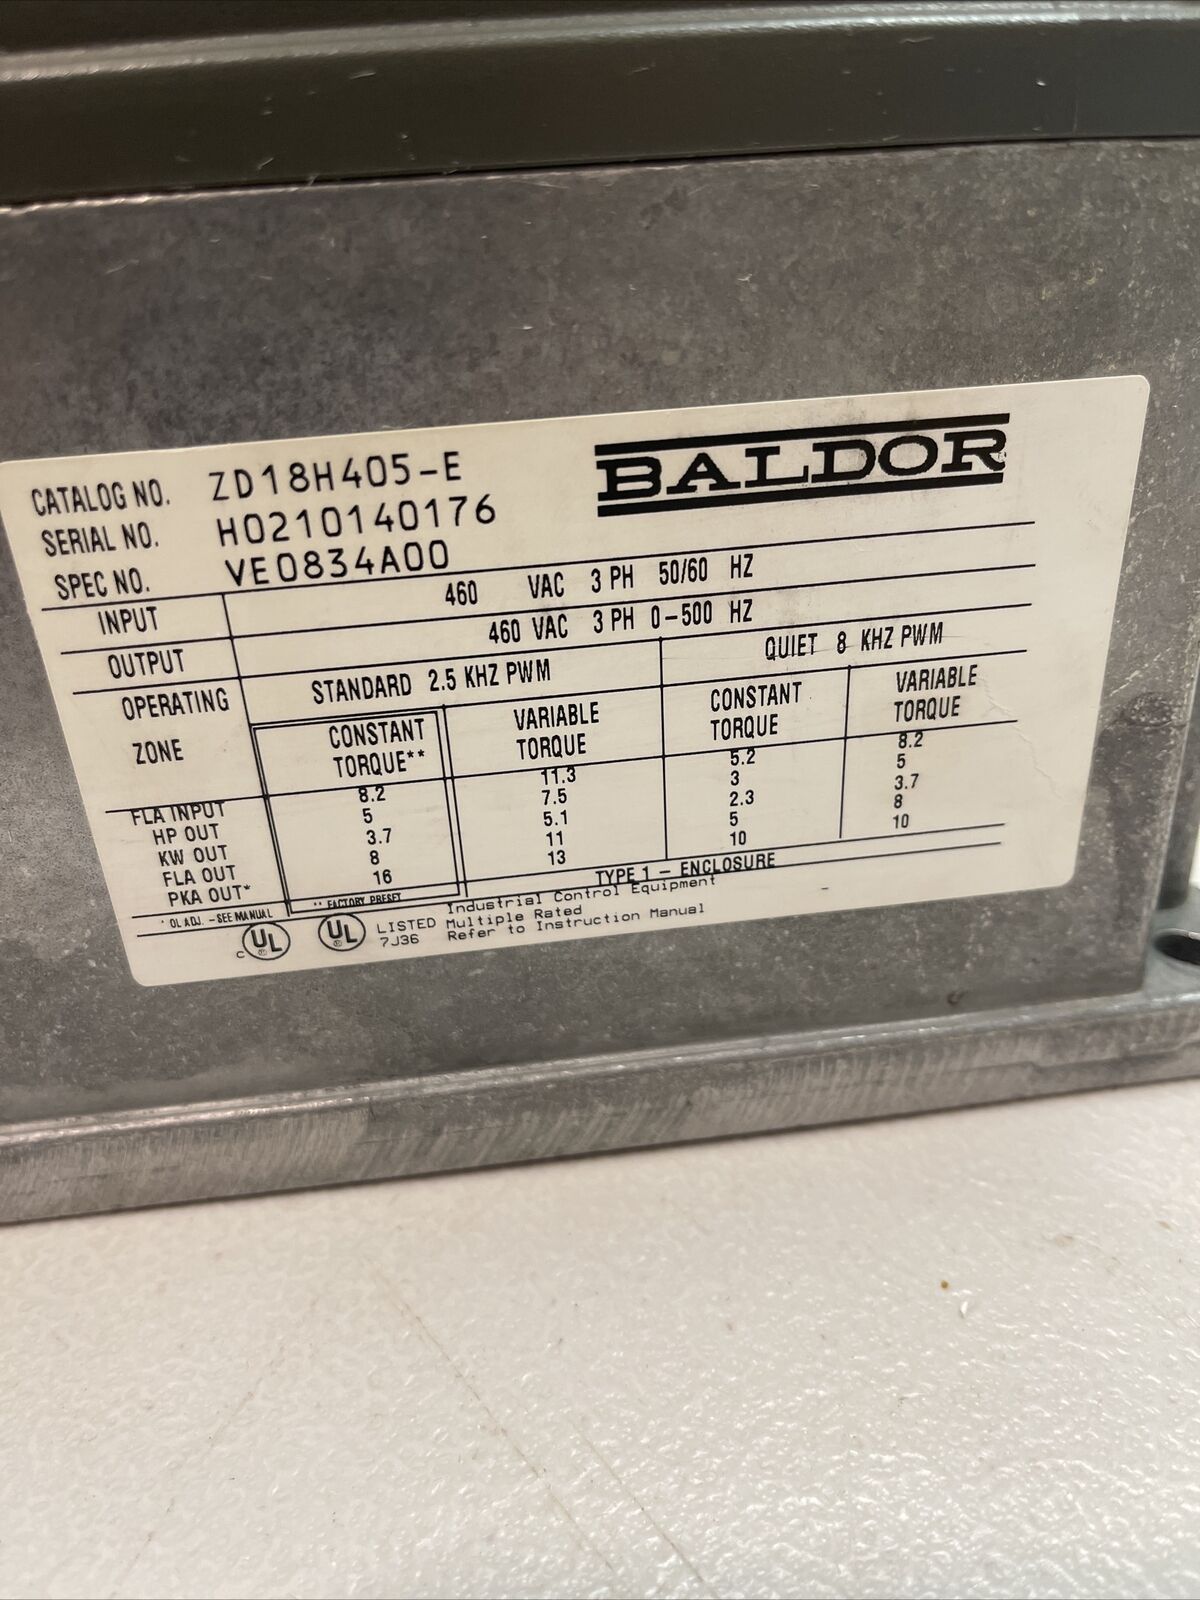 BALDOR
CATALOG NO. ZD18H405-E
SERIAL NO. H0210140176
SPEC NO. VE0834A00
INPUT 460 VAC 3 PH 50/60 HZ
OUTPUT 460 VAC 3 PH 0-500 HZ
OPERATING ZONE STANDARD 2.5 KHZ PWM QUIET 8 KHZ PWM
CONSTANT TORQUE** VARIABLE TORQUE CONSTANT TORQUE VARIABLE TORQUE
FLA INPUT 8.2 11.3 5.2 8.2
HP OUT 5 7.5 3 5
KW OUT 3.7 5.1 2.3 3.7
FLA OUT 8 11 5 8
PKA OUT* 16 13 10 10
* OL ADJ. - SEE MANUAL ** FACTORY PRESET TYPE 1 - ENCLOSURE
C UL ® UL ® LISTED 7J36
Industrial Control Equipment
Multiple Rated
Refer to Instruction Manual